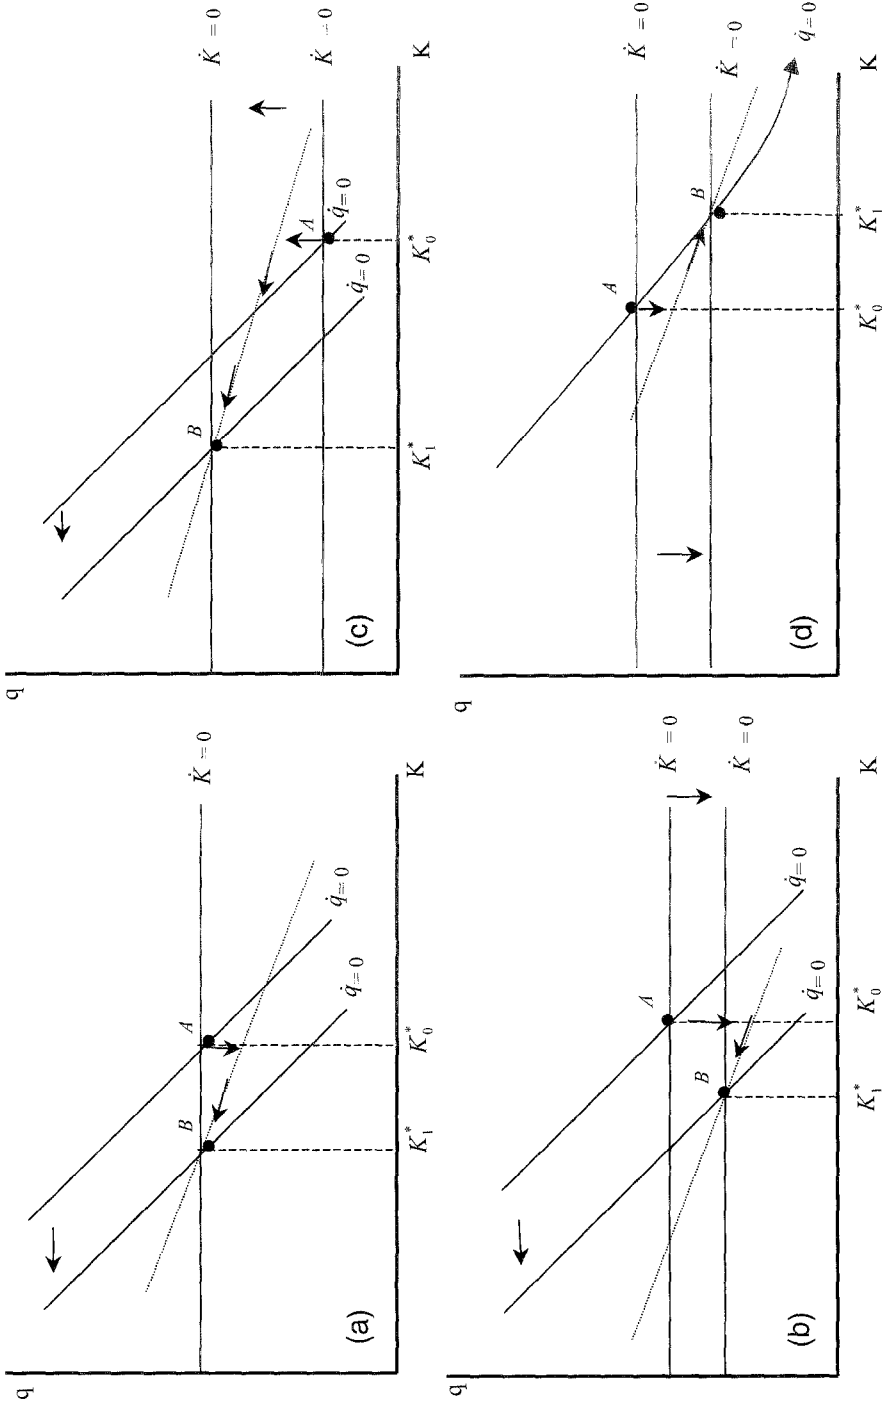 q
K̇ = 0
A
B
q̇=0
q̇=0
(a)
K₁*
K₀*
K
q
A
K̇ = 0
B
K̇ = 0
q̇=0
q̇=0
(b)
K₁*
K₀*
K
q
K̇ = 0
B
A
K̇ = 0
q̇=0
q̇=0
(c)
K₁*
K₀*
K
q
A
K̇ = 0
B
K̇ = 0
q̇=0
(d)
K₀*
K₁*
K